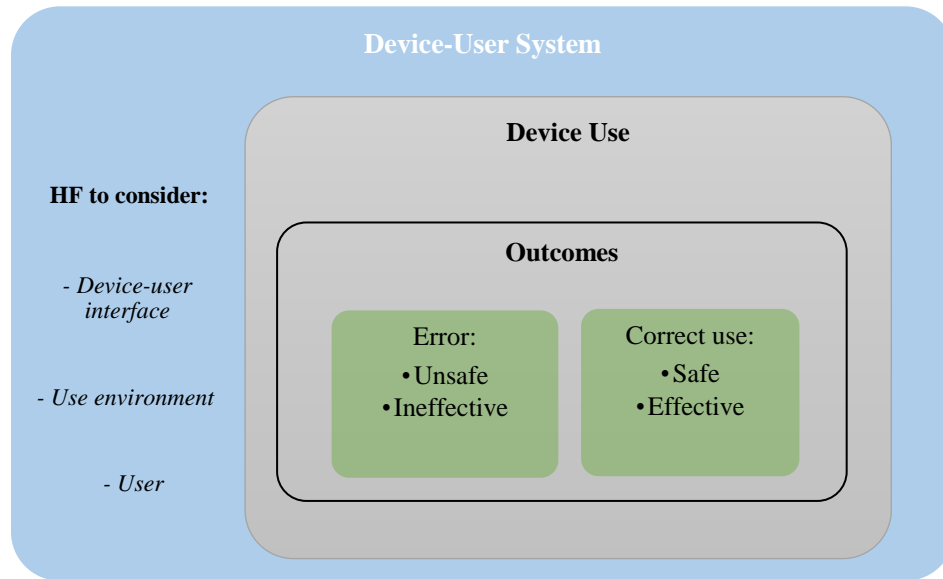 Device-User System
Device Use
HF to consider:
- Device-user
interface
- Use environment
- User
Outcomes
Error:
•Unsafe
•Ineffective
Correct use:
•Safe
•Effective